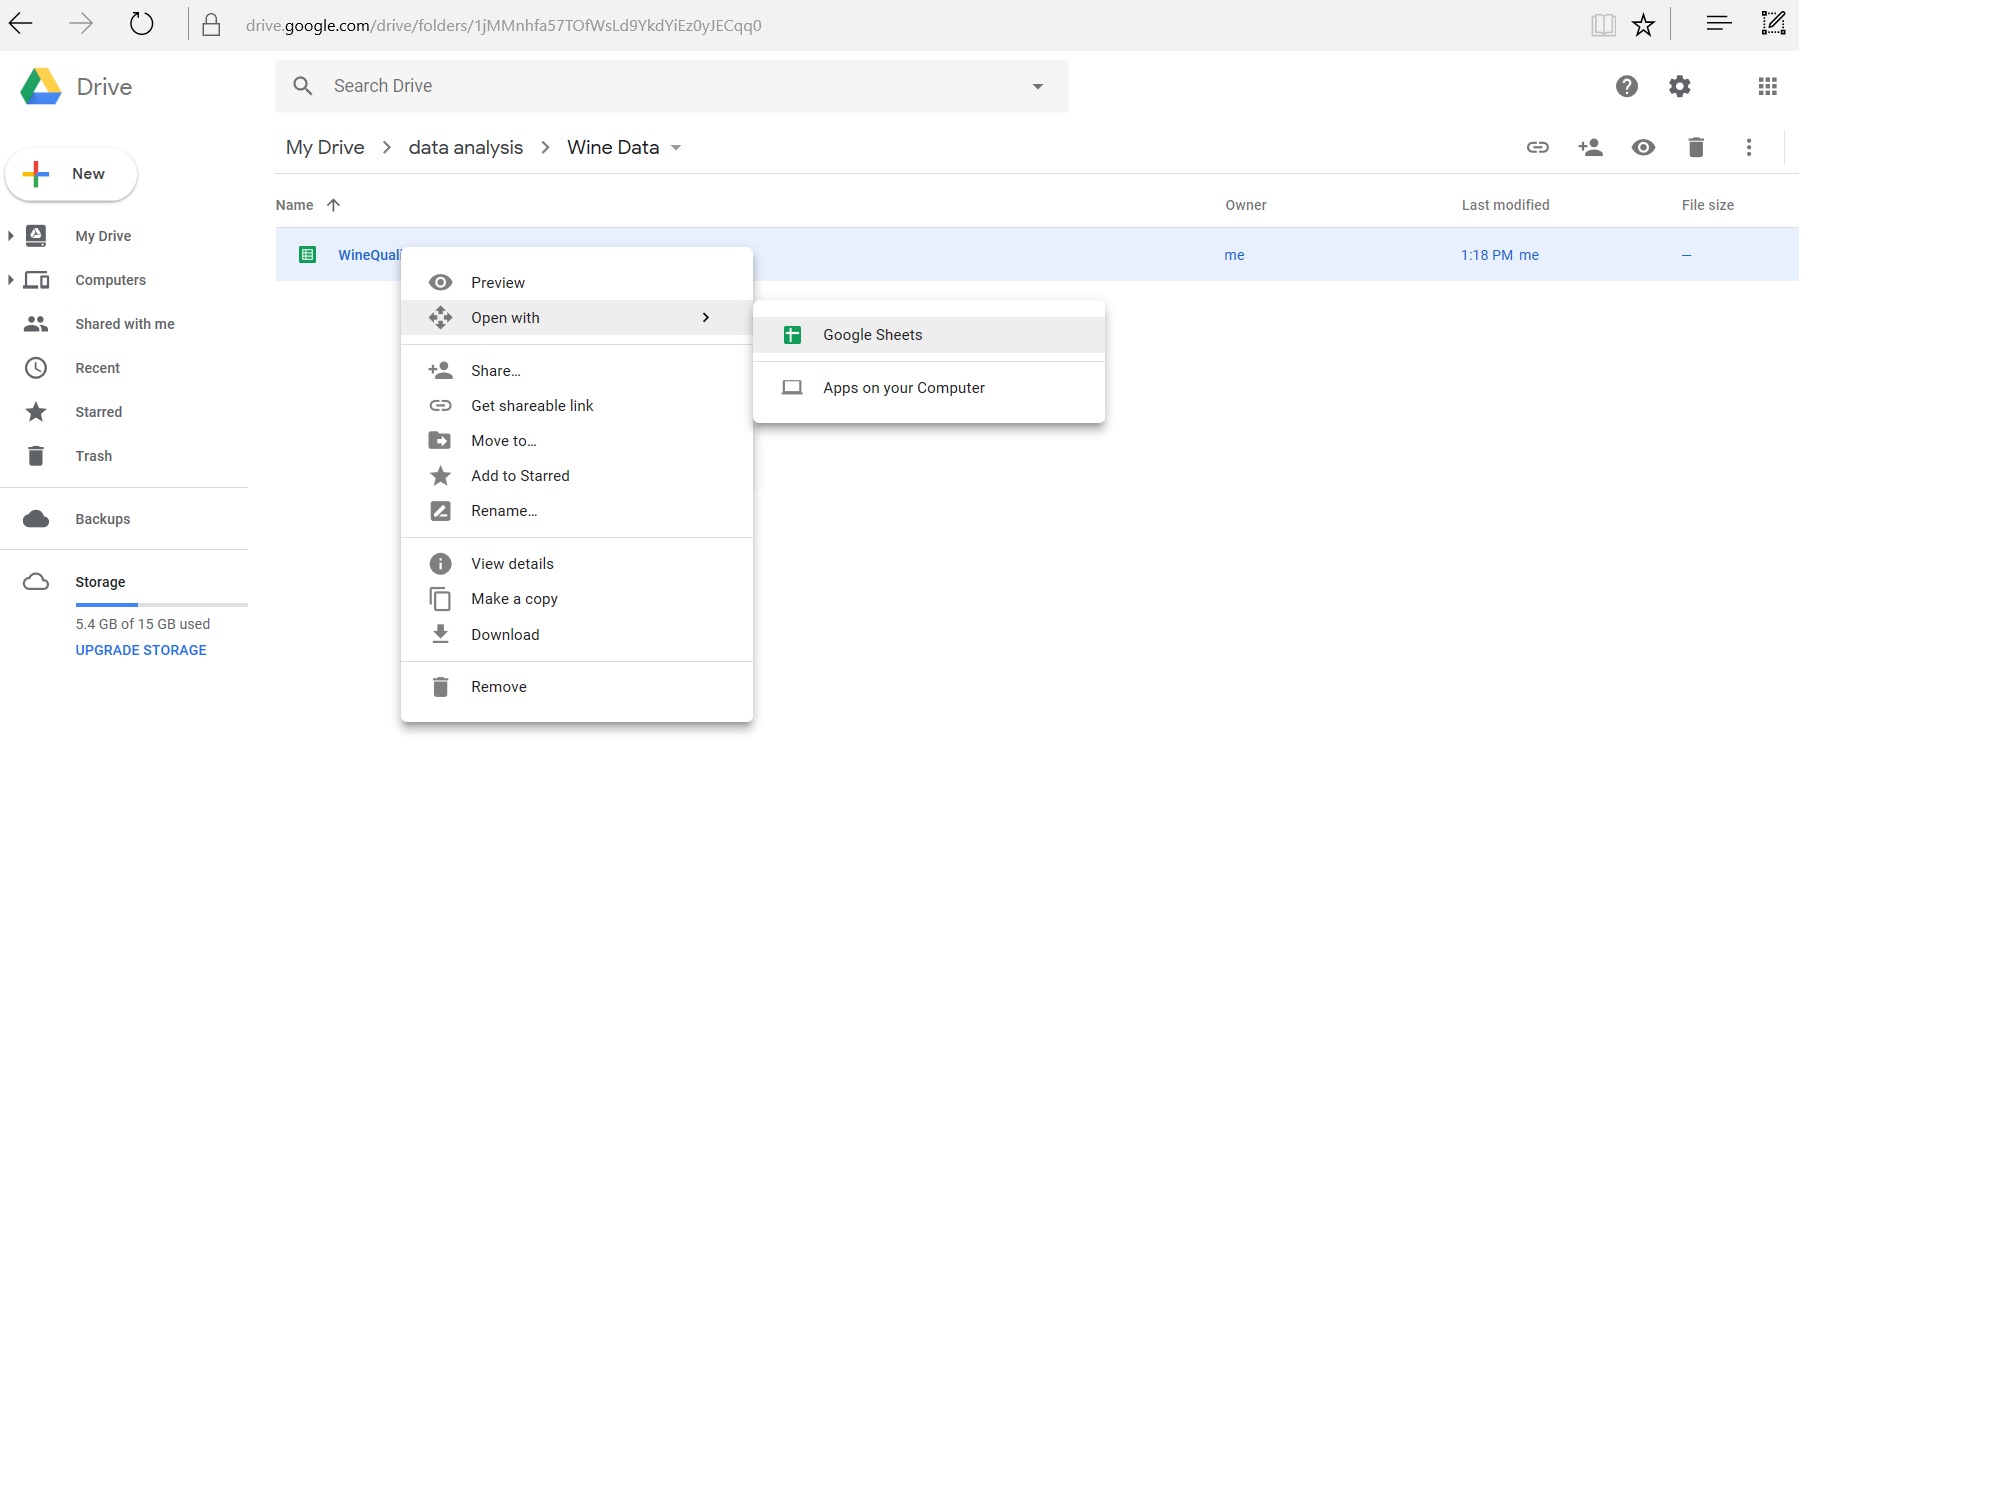 drive.google.com/drive/folders/1jMMnhfa57TOfWsLd9YkdYiEz0yJECqq0
Drive
Search Drive
My Drive > data analysis > Wine Data
New
Name Owner Last modified File size
My Drive
Computers
Shared with me
Recent
Starred
Trash
Backups
Storage
5.4 GB of 15 GB used
UPGRADE STORAGE
WineQuali me 1:18 PM me —
Preview
Open with
Share...
Get shareable link
Move to...
Add to Starred
Rename...
View details
Make a copy
Download
Remove
Google Sheets
Apps on your Computer